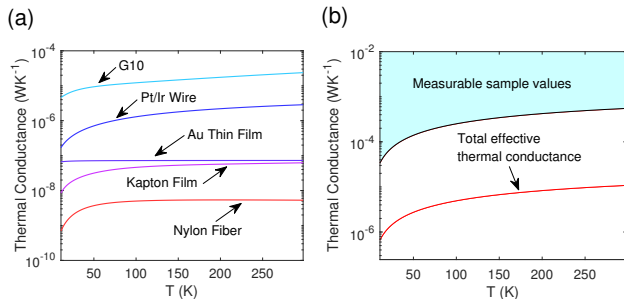 (a)
Thermal Conductance (WK⁻¹)
10⁻⁴
10⁻⁶
10⁻⁸
10⁻¹⁰
G10
Pt/Ir Wire
Au Thin Film
Kapton Film
Nylon Fiber
50 100 150 200 250
T (K)
(b)
Thermal Conductance (WK⁻¹)
10⁻²
10⁻⁴
10⁻⁶
Measurable sample values
Total effective
thermal conductance
50 100 150 200 250
T (K)